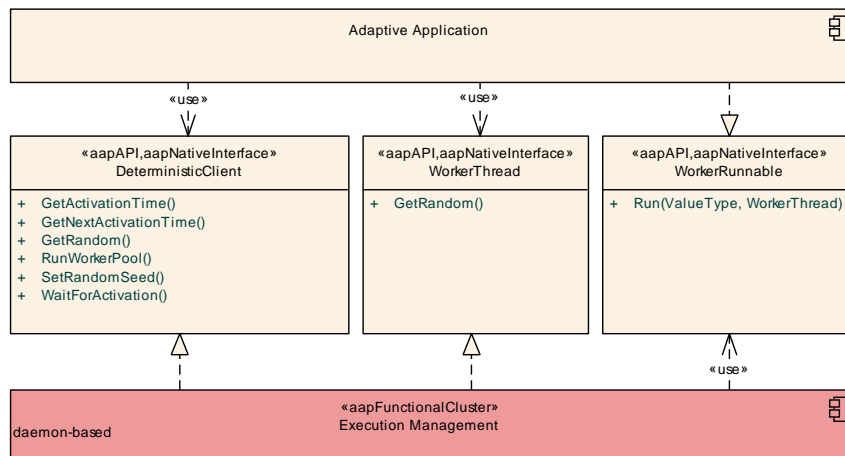 Adaptive Application
«use»
«use»
«aapAPI,aapNativeInterface»
DeterministicClient
+ GetActivationTime()
+ GetNextActivationTime()
+ GetRandom()
+ RunWorkerPool()
+ SetRandomSeed()
+ WaitForActivation()
«aapAPI,aapNativeInterface»
WorkerThread
+ GetRandom()
«aapAPI,aapNativeInterface»
WorkerRunnable
+ Run(ValueType, WorkerThread)
«use»
«aapFunctionalCluster»
Execution Management
daemon-based